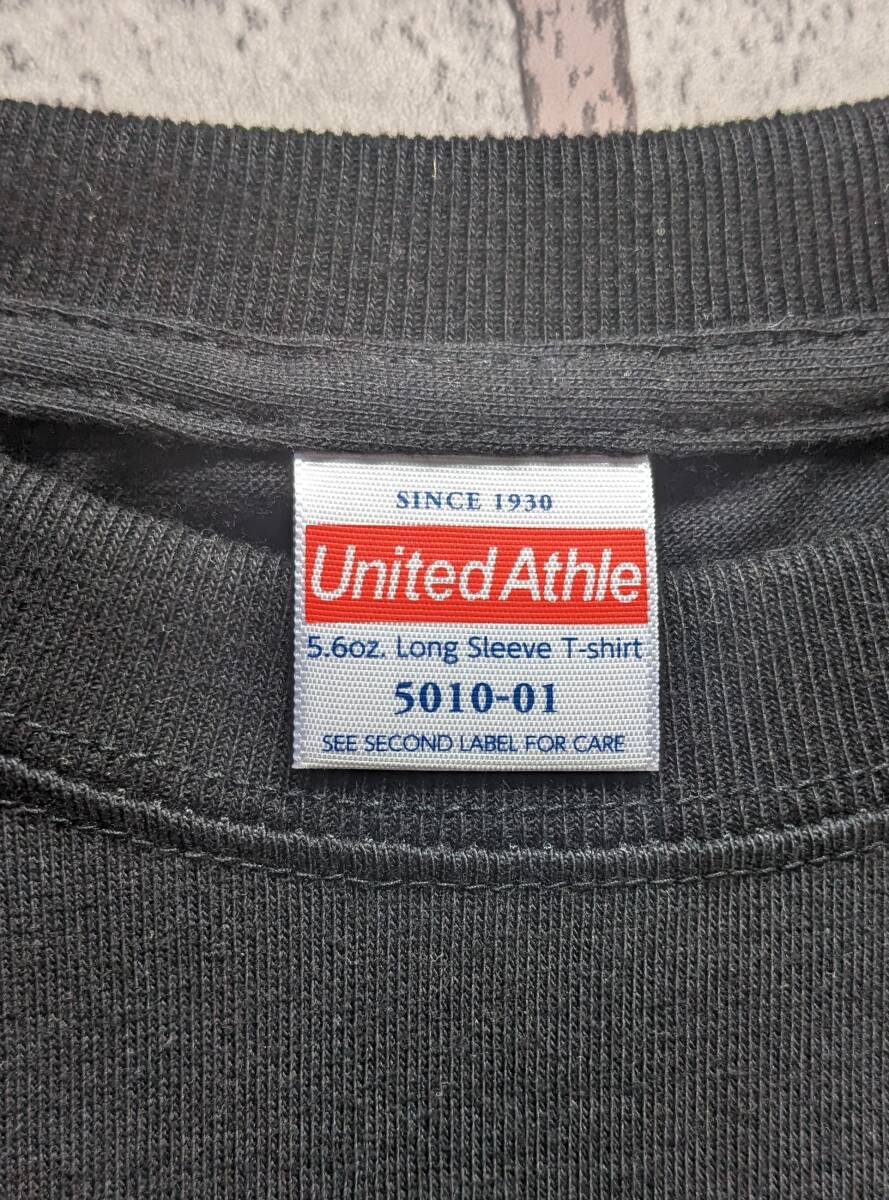 SINCE 1930
United Athle
5.6oz. Long Sleeve T-shirt
5010-01
SEE SECOND LABEL FOR CARE